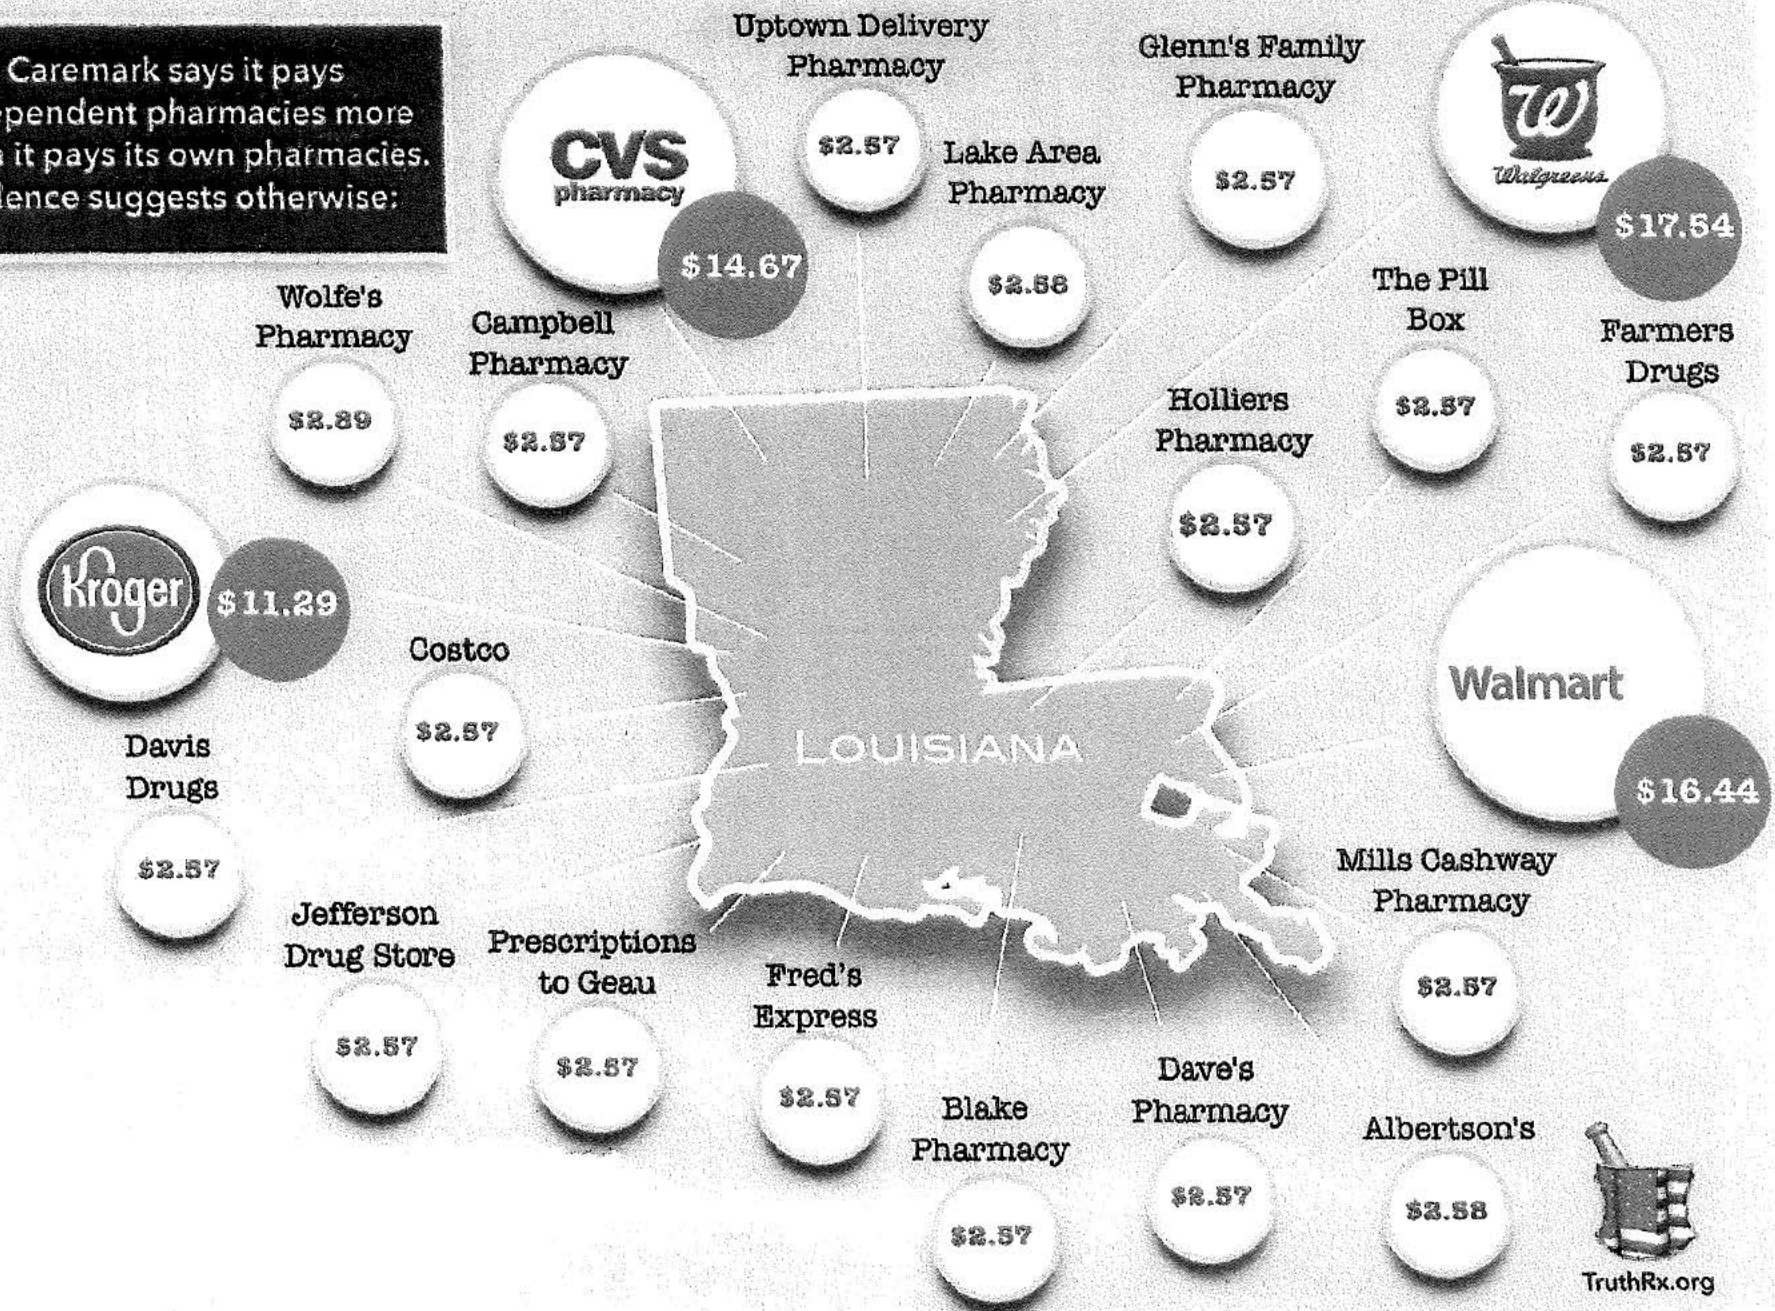 Caremark says it pays
pendent pharmacies more
it pays its own pharmacies.
lence suggests otherwise:
CVS
pharmacy
$14.67
Uptown Delivery
Pharmacy
$2.57
Lake Area
Pharmacy
$2.58
Glenn's Family
Pharmacy
$2.57
W
Walgreens
$17.54
Wolfe's
Pharmacy
$2.89
Campbell
Pharmacy
$2.57
The Pill
Box
$2.57
Farmers
Drugs
$2.57
Holliers
Pharmacy
$2.57
Kroger
$11.29
Costco
$2.57
LOUISIANA
Walmart
$16.44
Davis
Drugs
$2.57
Jefferson
Drug Store
$2.57
Prescriptions
to Geau
$2.57
Fred's
Express
$2.57
Blake
Pharmacy
$2.57
Dave's
Pharmacy
$2.57
Mills Cashway
Pharmacy
$2.57
Albertson's
$2.58
TruthRx.org